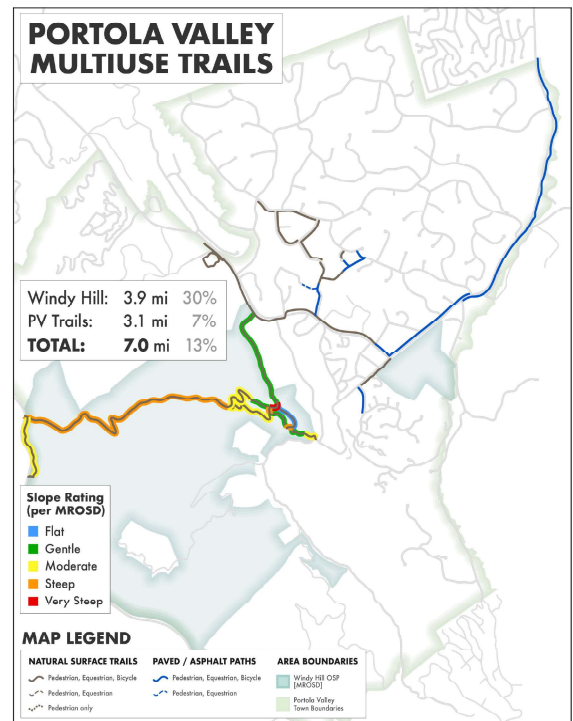 PORTOLA VALLEY
MULTIUSE TRAILS
Windy Hill: 3.9 mi 30%
PV Trails: 3.1 mi 7%
TOTAL: 7.0 mi 13%
Slope Rating
(per MROSD)
Flat
Gentle
Moderate
Steep
Very Steep
MAP LEGEND
NATURAL SURFACE TRAILS
Pedestrian, Equestrian, Bicycle
Pedestrian, Equestrian
Pedestrian only
PAVED / ASPHALT PATHS
Pedestrian, Equestrian, Bicycle
Pedestrian, Equestrian
AREA BOUNDARIES
Windy Hill OSP
[MROSD]
Portola Valley
Town Boundaries